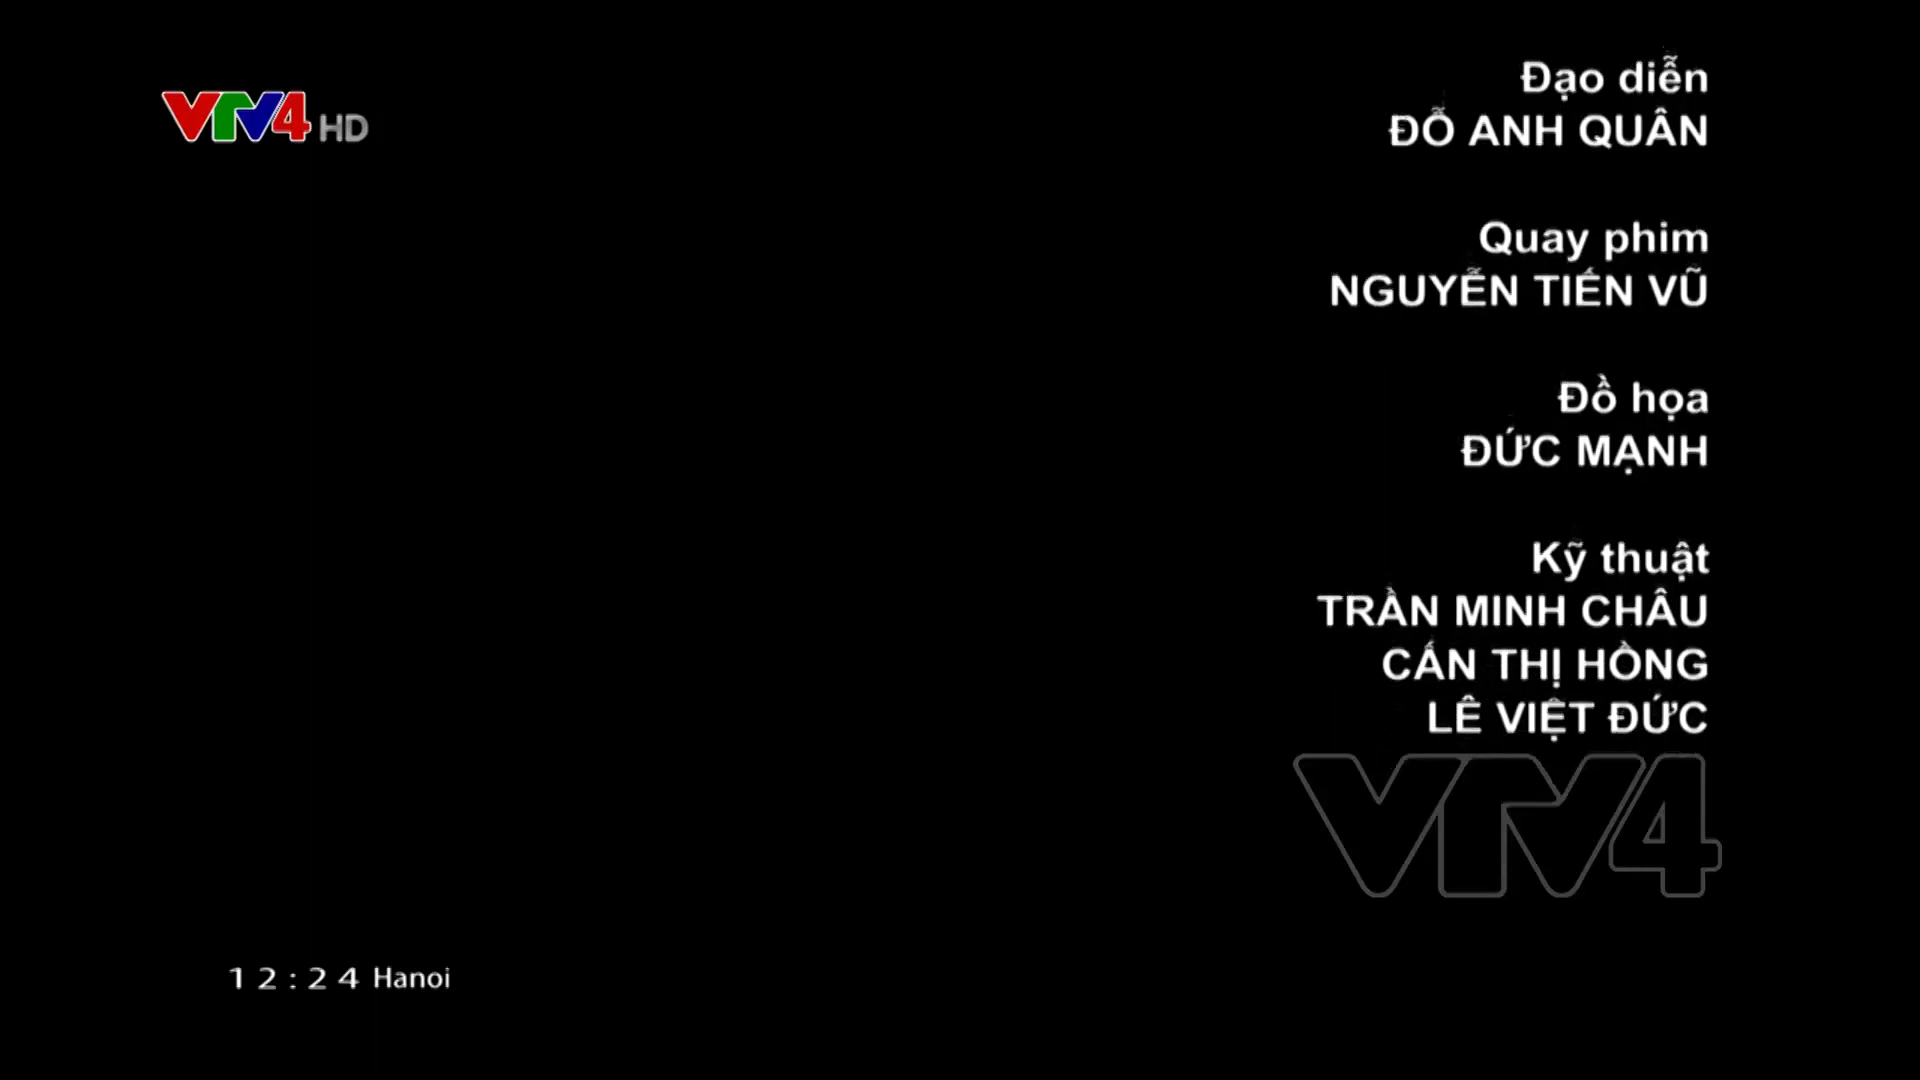 VTV4 HD
Đạo diễn
ĐỖ ANH QUÂN
Quay phim
NGUYỄN TIẾN VŨ
Đồ họa
ĐỨC MẠNH
Kỹ thuật
TRẦN MINH CHÂU
CẤN THỊ HỒNG
LÊ VIỆT ĐỨC
VTV4
12:24 Hanoi